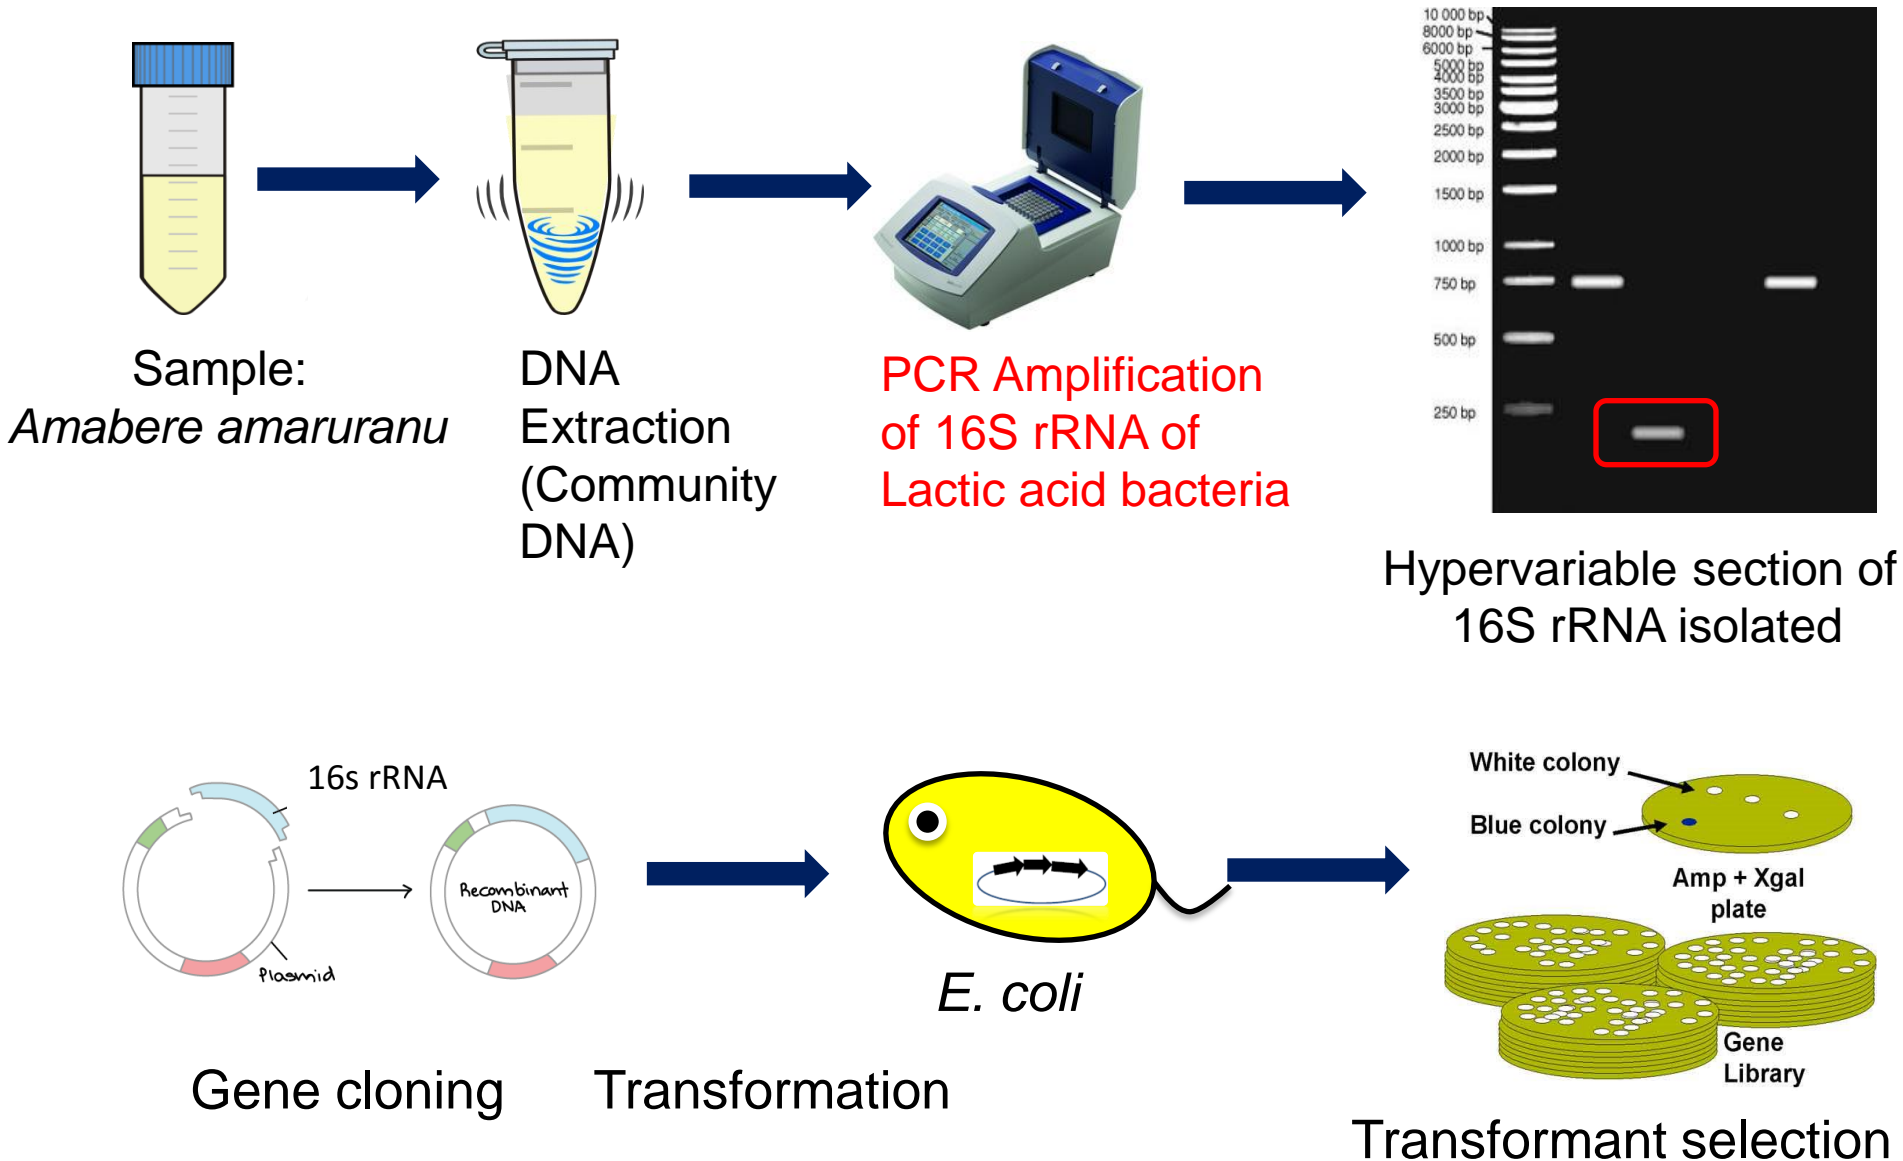 Sample:
Amabere amaruranu
DNA
Extraction
(Community
DNA)
PCR Amplification
of 16S rRNA of
Lactic acid bacteria
10 000 bp
8000 bp
6000 bp
5000 bp
4000 bp
3500 bp
3000 bp
2500 bp
2000 bp
1500 bp
1000 bp
750 bp
500 bp
250 bp
Hypervariable section of
16S rRNA isolated
16s rRNA
Recombinant
DNA
Plasmid
Gene cloning
Transformation
E. coli
White colony
Blue colony
Amp + Xgal
plate
Gene
Library
Transformant selection